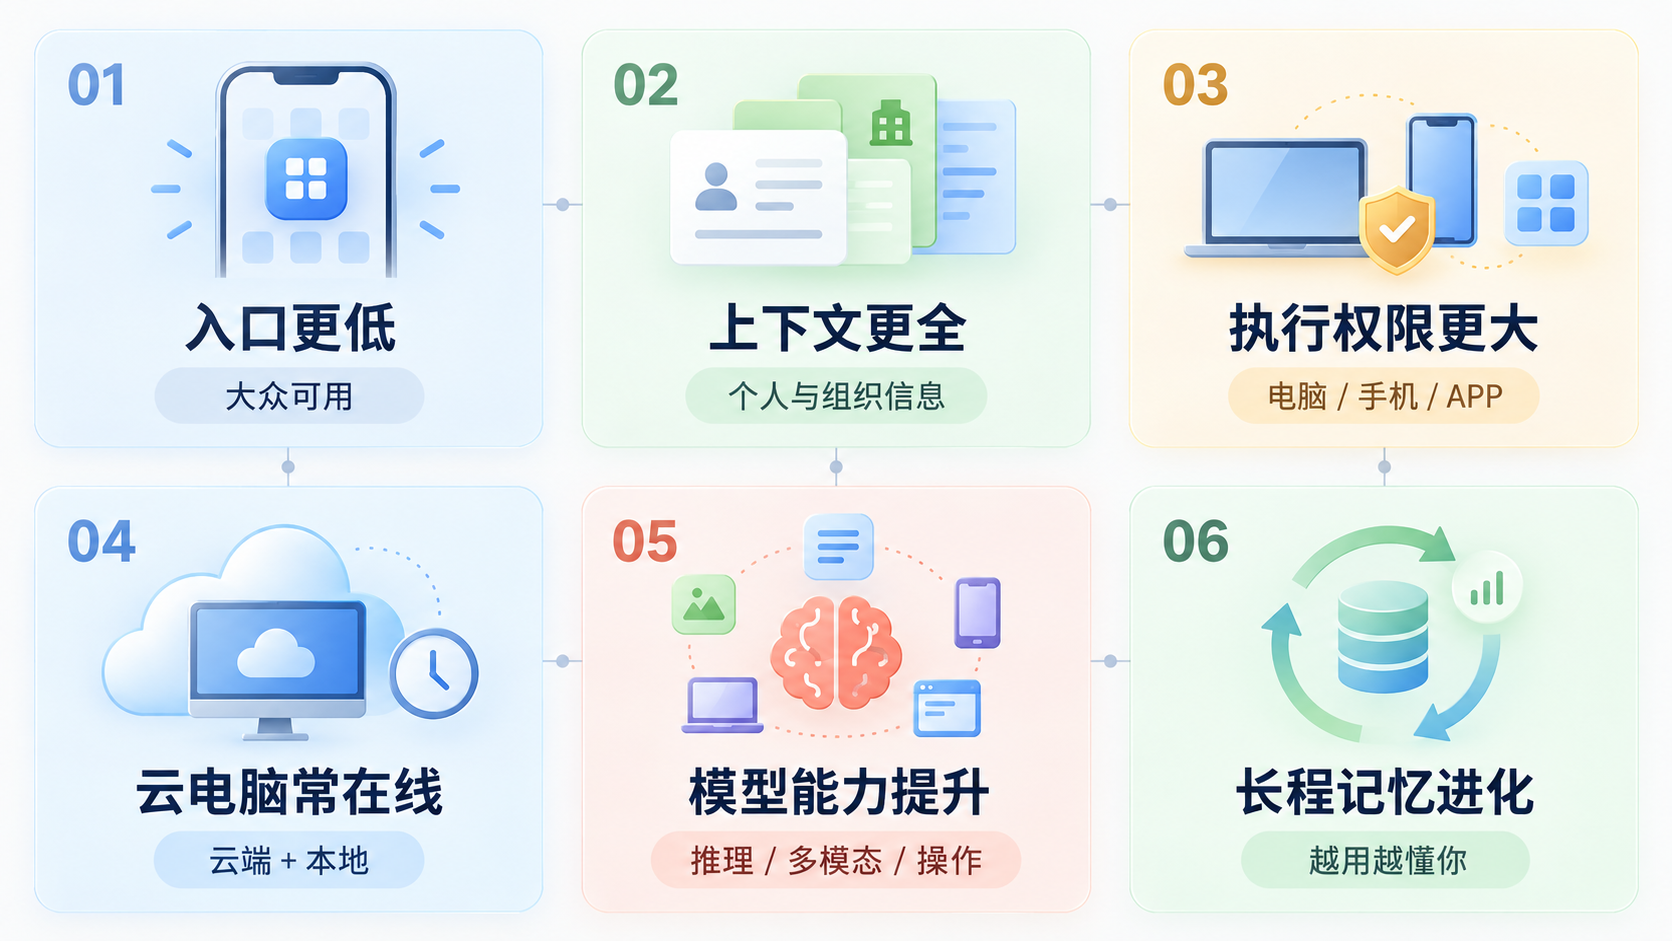 01
入口更低
大众可用
02
上下文更全
个人与组织信息
03
执行权限更大
电脑 / 手机 / APP
04
云电脑常在线
云端 + 本地
05
模型能力提升
推理 / 多模态 / 操作
06
长程记忆进化
越用越懂你